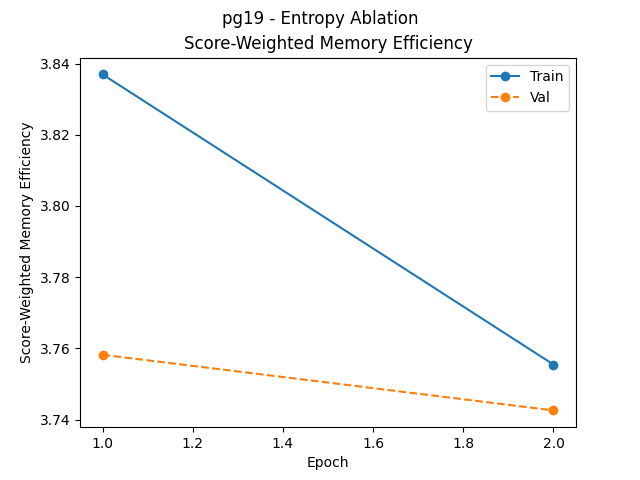 pg19 - Entropy Ablation
Score-Weighted Memory Efficiency
Train
Val
Score-Weighted Memory Efficiency
3.84
3.82
3.80
3.78
3.76
3.74
1.0 1.2 1.4 1.6 1.8 2.0
Epoch